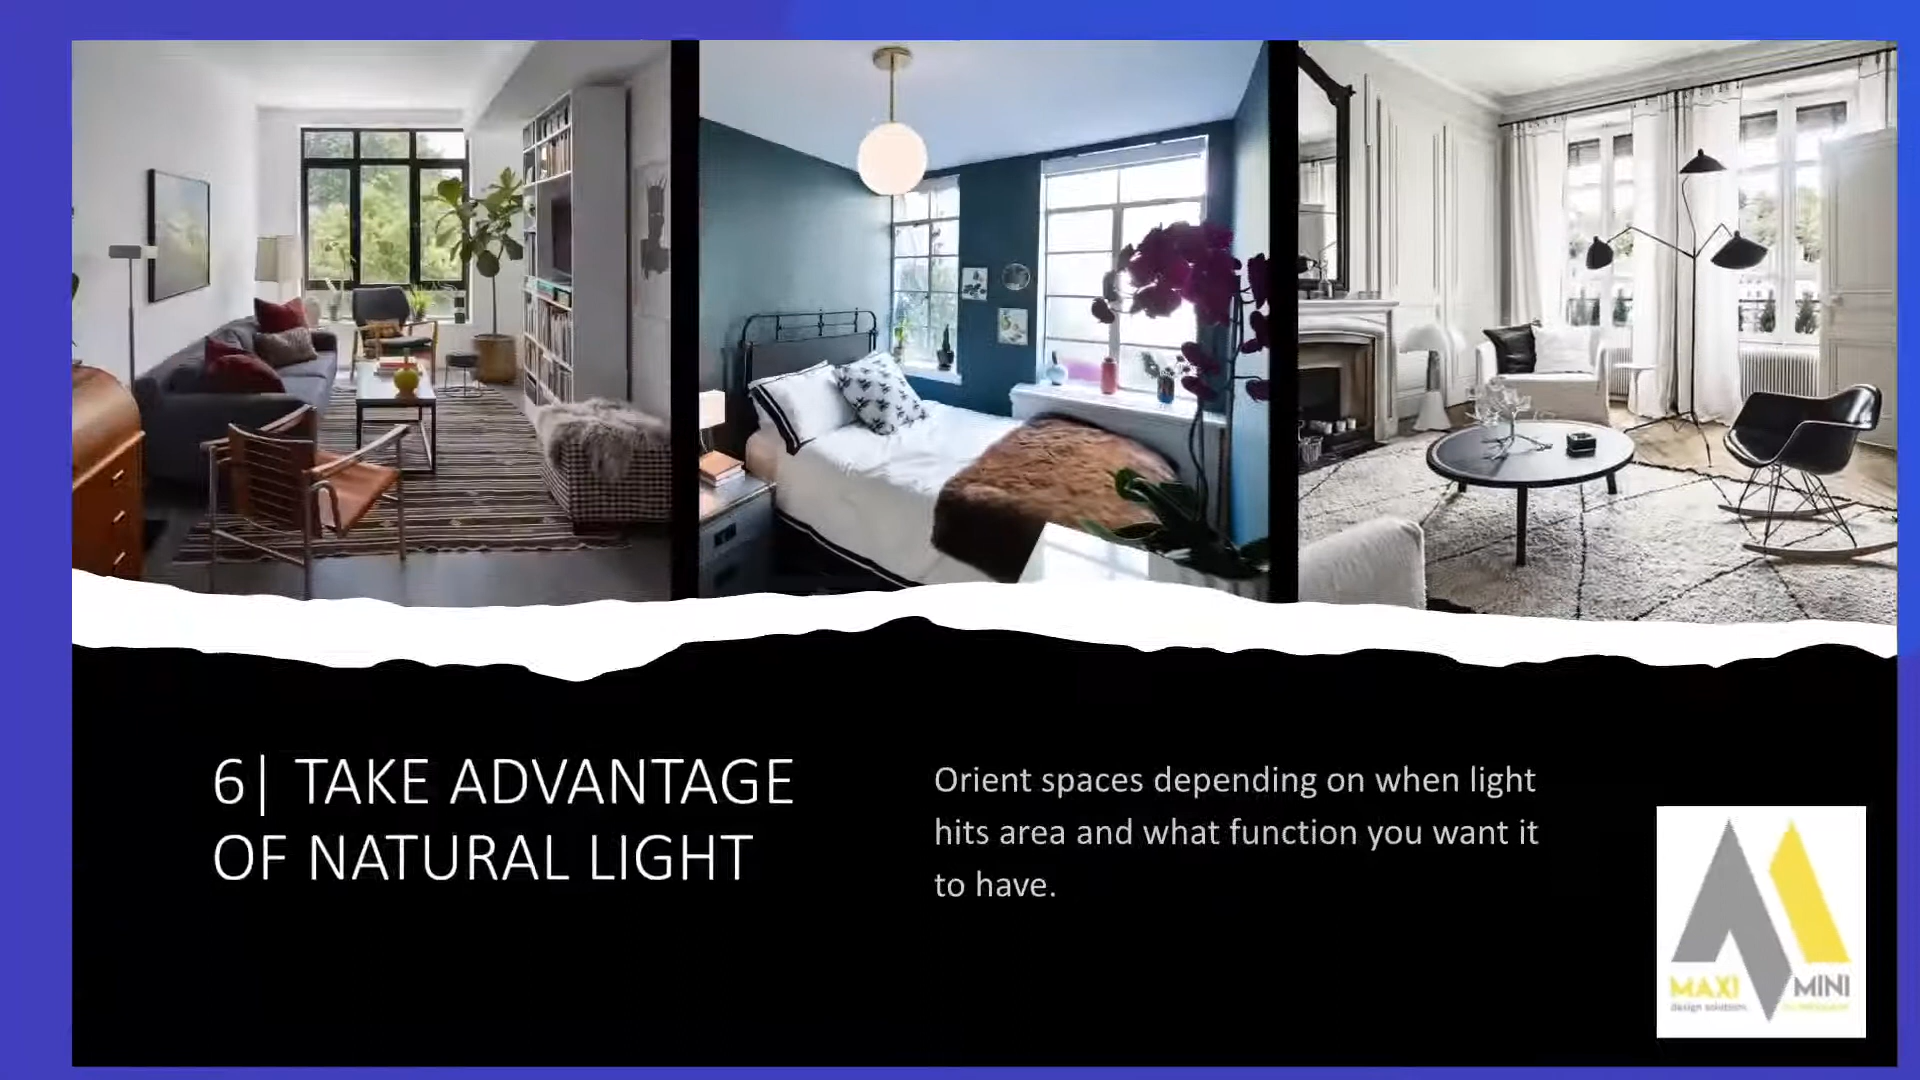 6| TAKE ADVANTAGE
OF NATURAL LIGHT
Orient spaces depending on when light
hits area and what function you want it
to have.
MAXI MINI
design solutions